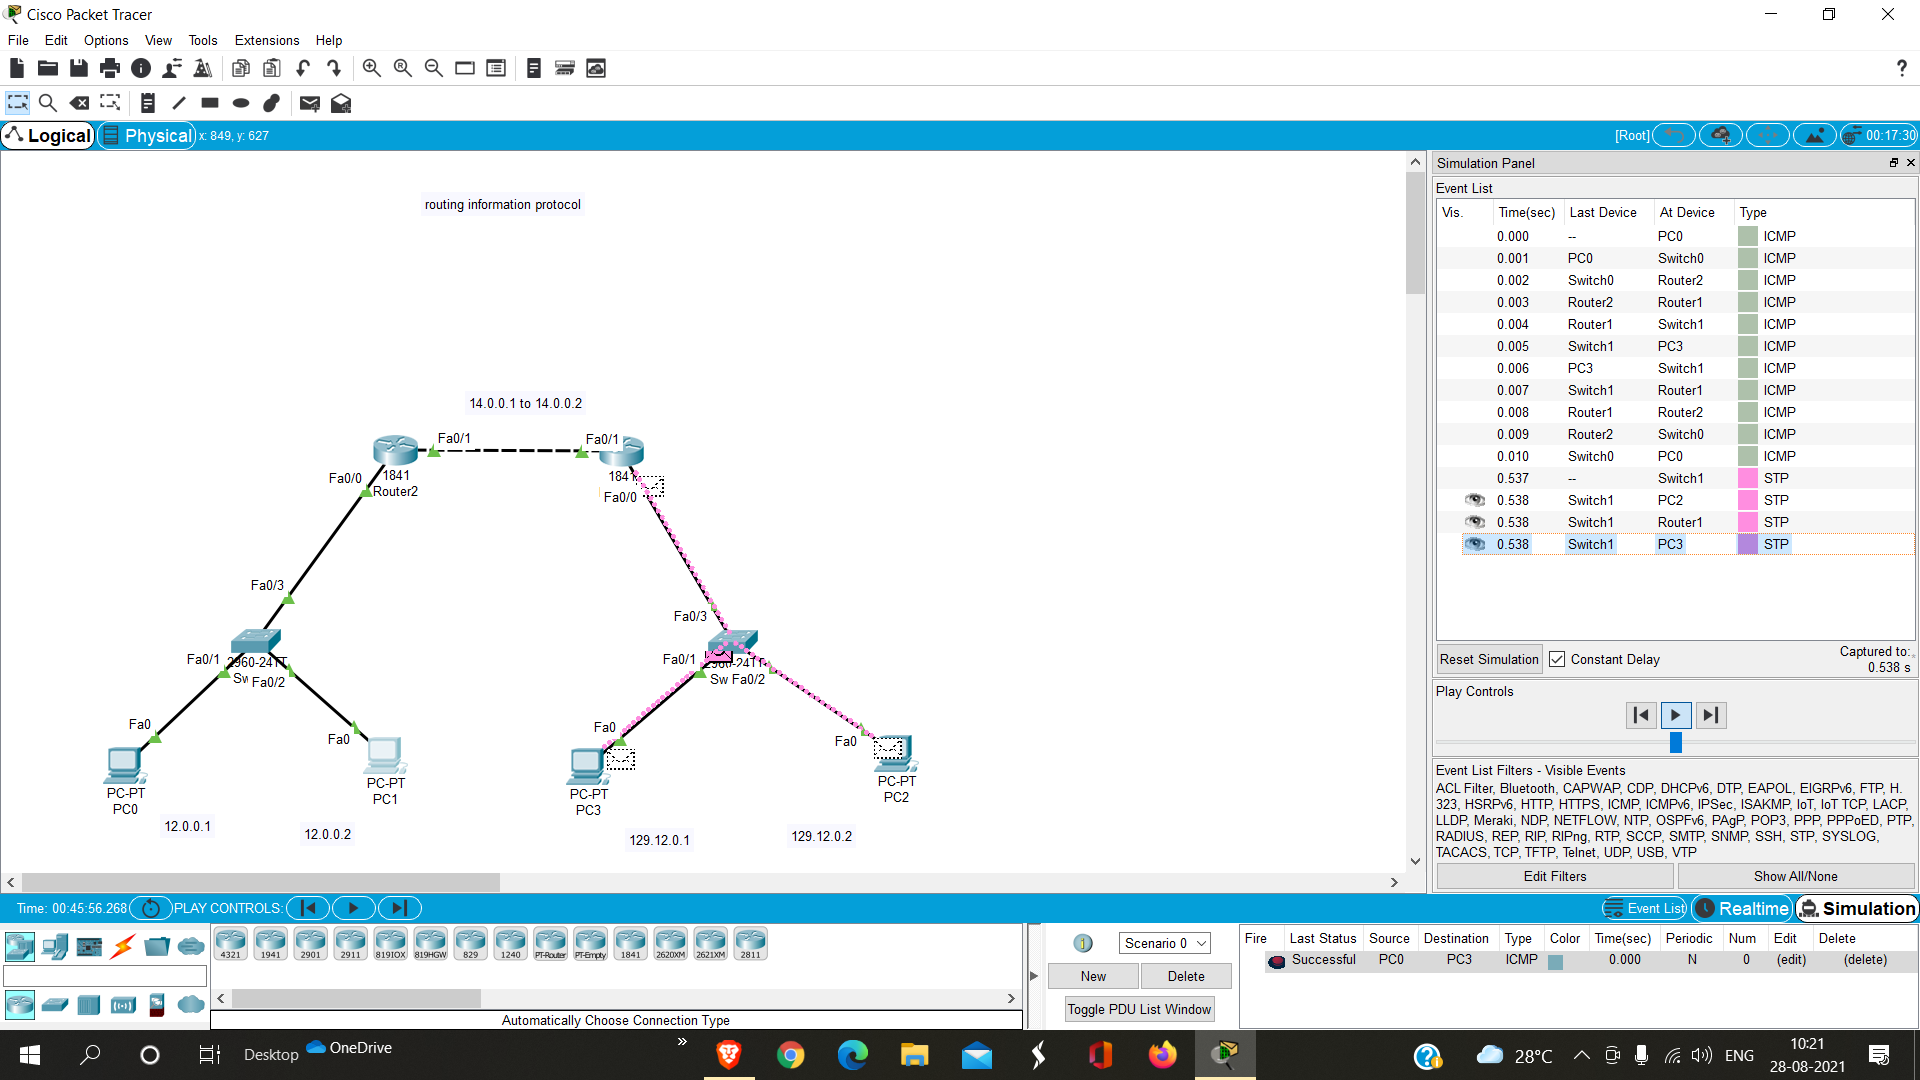 Cisco Packet Tracer
File Edit Options View Tools Extensions Help
Logical Physical x: 849, y: 627 [Root] 00:17:30
routing information protocol
14.0.0.1 to 14.0.0.2
Fa0/1 Fa0/1
Fa0/0 1841 1841
Router2 Fa0/0
Fa0/3 Fa0/3
Fa0/1 2960-24TT Fa0/1 2960-24TT
Sw Fa0/2 Sw Fa0/2
Fa0 Fa0 Fa0 Fa0
PC-PT PC-PT PC-PT PC-PT
PC0 PC1 PC3 PC2
12.0.0.1 12.0.0.2 129.12.0.1 129.12.0.2
Simulation Panel
Event List
Vis. Time(sec) Last Device At Device Type
0.000 -- PC0 ICMP
0.001 PC0 Switch0 ICMP
0.002 Switch0 Router2 ICMP
0.003 Router2 Router1 ICMP
0.004 Router1 Switch1 ICMP
0.005 Switch1 PC3 ICMP
0.006 PC3 Switch1 ICMP
0.007 Switch1 Router1 ICMP
0.008 Router1 Router2 ICMP
0.009 Router2 Switch0 ICMP
0.010 Switch0 PC0 ICMP
0.537 -- Switch1 STP
0.538 Switch1 PC2 STP
0.538 Switch1 Router1 STP
0.538 Switch1 PC3 STP
Reset Simulation Constant Delay Captured to:
0.538 s
Play Controls
Event List Filters - Visible Events
ACL Filter, Bluetooth, CAPWAP, CDP, DHCPv6, DTP, EAPOL, EIGRPv6, FTP, H.
323, HSRPv6, HTTP, HTTPS, ICMP, ICMPv6, IPSec, ISAKMP, IoT, IoT TCP, LACP,
LLDP, Meraki, NDP, NETFLOW, NTP, OSPFv6, PAgP, POP3, PPP, PPPoED, PTP,
RADIUS, REP, RIP, RIPng, RTP, SCCP, SMTP, SNMP, SSH, STP, SYSLOG,
TACACS, TCP, TFTP, Telnet, UDP, USB, VTP
Edit Filters Show All/None
Time: 00:45:56.268 PLAY CONTROLS: Event List Realtime Simulation
4321 1941 2901 2911 819IOX 819HGW 829 1240 PT-Router PT-Empty 1841 2620XM 2621XM 2811
Automatically Choose Connection Type
Scenario 0
New Delete
Toggle PDU List Window
Fire Last Status Source Destination Type Color Time(sec) Periodic Num Edit Delete
Successful PC0 PC3 ICMP 0.000 N 0 (edit) (delete)
Desktop OneDrive 28°C ENG 10:21
28-08-2021